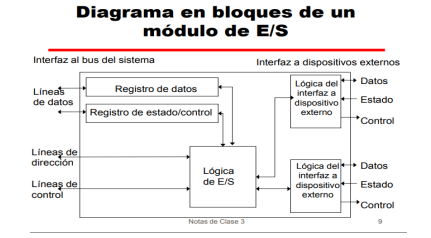 Diagrama en bloques de un
módulo de E/S
Interfaz al bus del sistema
Interfaz a dispositivos externos
Líneas
de datos
Registro de datos
Registro de estado/control
Líneas de
dirección
Líneas de
control
Lógica
de E/S
Lógica del
interfaz a
dispositivo
externo
Datos
Estado
Control
Lógica del
interfaz a
dispositivo
externo
Datos
Estado
Control
Notas de Clase 3
9